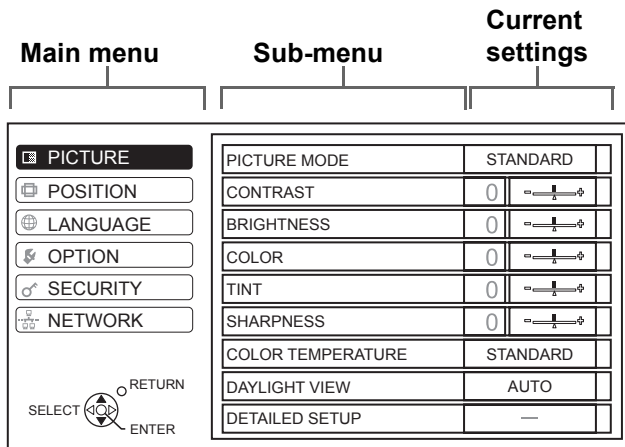 Main menu
Sub-menu
Current
settings
PICTURE
POSITION
LANGUAGE
OPTION
SECURITY
NETWORK
PICTURE MODE STANDARD
CONTRAST 0 - +
BRIGHTNESS 0 - +
COLOR 0 - +
TINT 0 - +
SHARPNESS 0 - +
COLOR TEMPERATURE STANDARD
DAYLIGHT VIEW AUTO
DETAILED SETUP —
RETURN
SELECT
ENTER